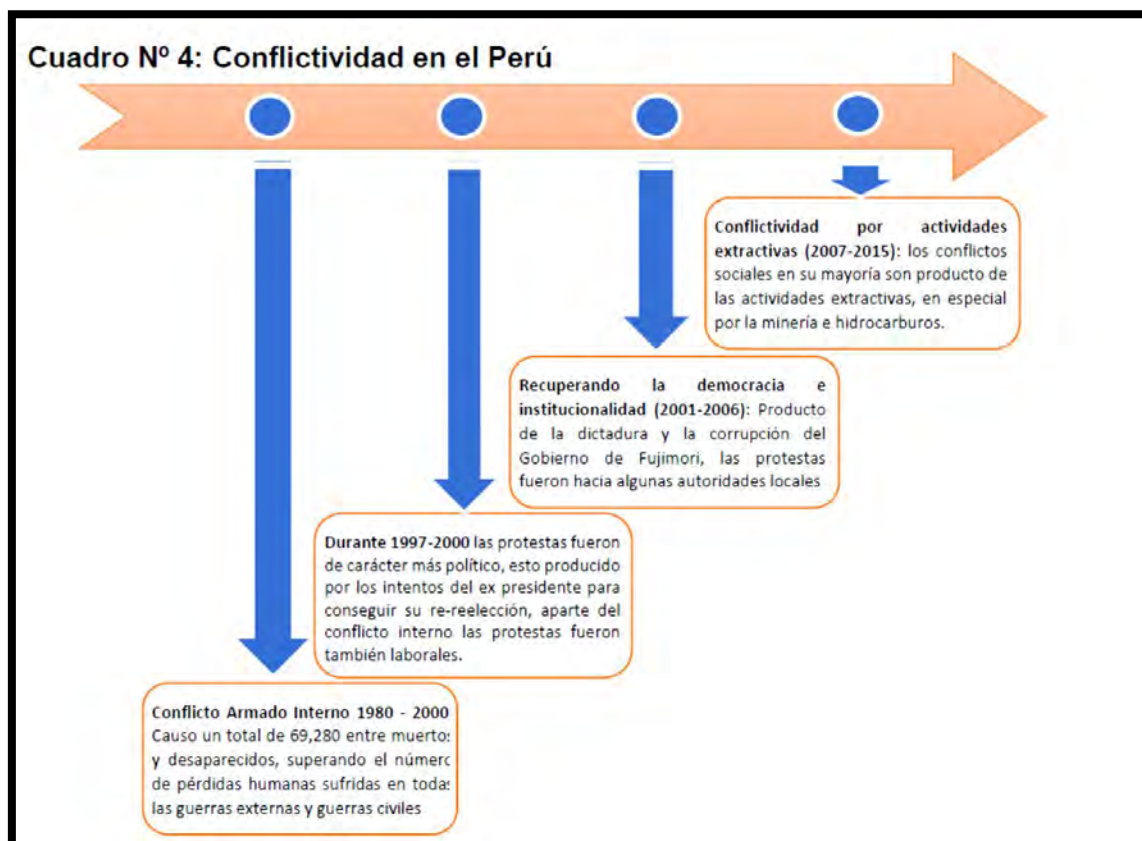 Cuadro Nº 4: Conflictividad en el Perú
Conflictividad por actividades
extractivas (2007-2015): los conflictos
sociales en su mayoría son producto de
las actividades extractivas, en especial
por la minería e hidrocarburos.
Recuperando la democracia e
institucionalidad (2001-2006): Producto
de la dictadura y la corrupción del
Gobierno de Fujimori, las protestas
fueron hacia algunas autoridades locales
Durante 1997-2000 las protestas fueron
de carácter más político, esto producido
por los intentos del ex presidente para
conseguir su re-reelección, aparte del
conflicto interno las protestas fueron
también laborales.
Conflicto Armado Interno 1980 - 2000
Causo un total de 69,280 entre muertos
y desaparecidos, superando el número
de pérdidas humanas sufridas en todas
las guerras externas y guerras civiles